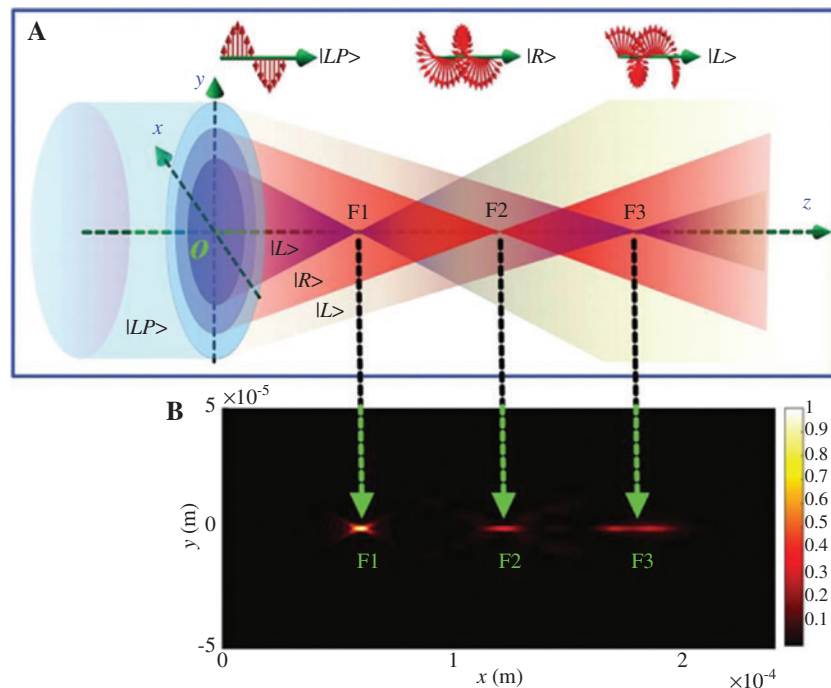 A
|LP>
|R>
|L>
y
x
F1
F2
F3
z
O
|L>
|R>
|L>
|LP>
B
5 ×10-5
1
0.9
0.8
0.7
0.6
0.5
0.4
0.3
0.2
0.1
y (m)
0
F1
F2
F3
-5
0
1
2
x (m)
×10-4